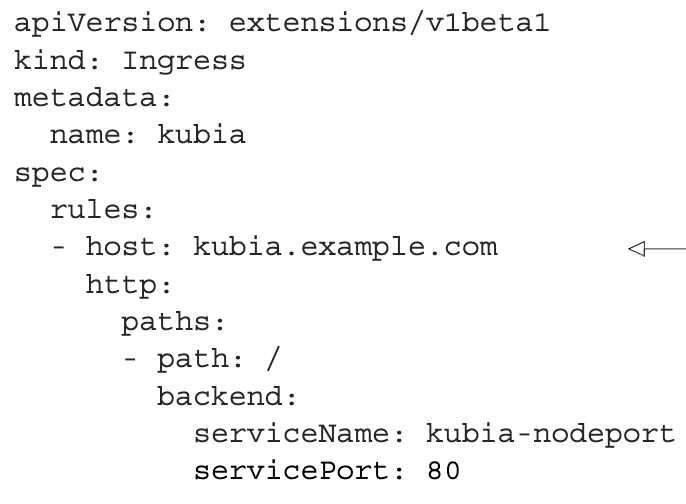 apiVersion: extensions/v1beta1
kind: Ingress
metadata:
  name: kubia
spec:
  rules:
  - host: kubia.example.com
    http:
      paths:
      - path: /
        backend:
          serviceName: kubia-nodeport
          servicePort: 80